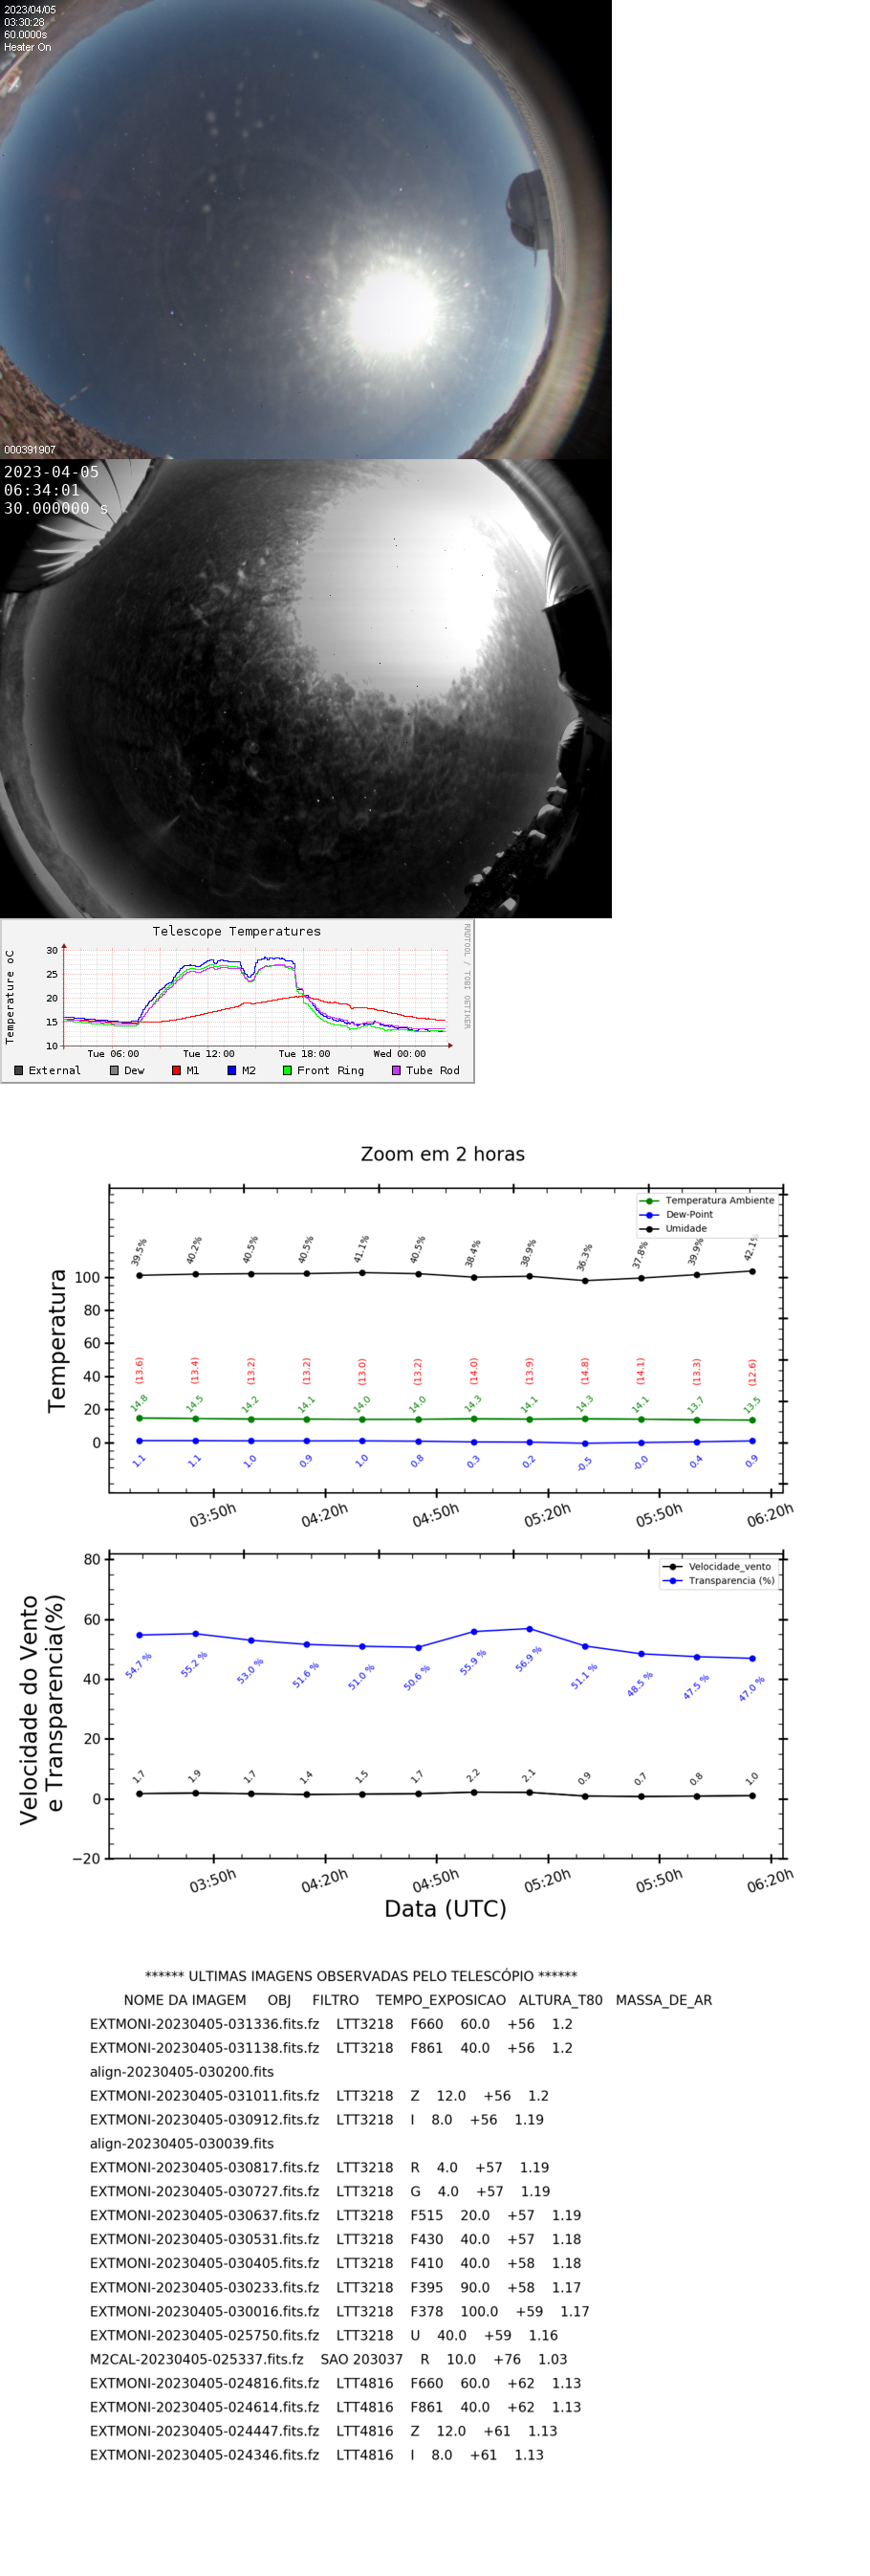 2023/04/05
03:30:28
60.0000s
Heater On
000391907
2023-04-05
06:34:01
30.000000 s
Telescope Temperatures
RRDTOOL / TOBI OETIKER
Temperature oC
30
25
20
15
10
Tue 06:00 Tue 12:00 Tue 18:00 Wed 00:00
External Dew M1 M2 Front Ring Tube Rod
Zoom em 2 horas
Temperatura Ambiente
Dew-Point
Umidade
Temperatura
100
80
60
40
20
0
39.5% 40.2% 40.5% 40.5% 41.1% 40.5% 38.4% 38.9% 36.3% 37.8% 39.9% 42.1%
(13.6) (13.4) (13.2) (13.2) (13.0) (13.2) (14.0) (13.9) (14.8) (14.1) (13.3) (12.6)
14.8 14.5 14.2 14.1 14.0 14.0 14.3 14.1 14.3 14.1 13.7 13.5
1.1 1.1 1.0 0.9 1.0 0.8 0.3 0.2 -0.5 -0.0 0.4 0.9
03:50h 04:20h 04:50h 05:20h 05:50h 06:20h
Velocidade_vento
Transparencia (%)
Velocidade do Vento
e Transparencia(%)
80
60
40
20
0
−20
54.7 % 55.2 % 53.0 % 51.6 % 51.0 % 50.6 % 55.9 % 56.9 % 51.1 % 48.5 % 47.5 % 47.0 %
1.7 1.9 1.7 1.4 1.5 1.7 2.2 2.1 0.9 0.7 0.8 1.0
03:50h 04:20h 04:50h 05:20h 05:50h 06:20h
Data (UTC)
****** ULTIMAS IMAGENS OBSERVADAS PELO TELESCÓPIO ******
NOME DA IMAGEM OBJ FILTRO TEMPO_EXPOSICAO ALTURA_T80 MASSA_DE_AR
EXTMONI-20230405-031336.fits.fz LTT3218 F660 60.0 +56 1.2
EXTMONI-20230405-031138.fits.fz LTT3218 F861 40.0 +56 1.2
align-20230405-030200.fits
EXTMONI-20230405-031011.fits.fz LTT3218 Z 12.0 +56 1.2
EXTMONI-20230405-030912.fits.fz LTT3218 I 8.0 +56 1.19
align-20230405-030039.fits
EXTMONI-20230405-030817.fits.fz LTT3218 R 4.0 +57 1.19
EXTMONI-20230405-030727.fits.fz LTT3218 G 4.0 +57 1.19
EXTMONI-20230405-030637.fits.fz LTT3218 F515 20.0 +57 1.19
EXTMONI-20230405-030531.fits.fz LTT3218 F430 40.0 +57 1.18
EXTMONI-20230405-030405.fits.fz LTT3218 F410 40.0 +58 1.18
EXTMONI-20230405-030233.fits.fz LTT3218 F395 90.0 +58 1.17
EXTMONI-20230405-030016.fits.fz LTT3218 F378 100.0 +59 1.17
EXTMONI-20230405-025750.fits.fz LTT3218 U 40.0 +59 1.16
M2CAL-20230405-025337.fits.fz SAO 203037 R 10.0 +76 1.03
EXTMONI-20230405-024816.fits.fz LTT4816 F660 60.0 +62 1.13
EXTMONI-20230405-024614.fits.fz LTT4816 F861 40.0 +62 1.13
EXTMONI-20230405-024447.fits.fz LTT4816 Z 12.0 +61 1.13
EXTMONI-20230405-024346.fits.fz LTT4816 I 8.0 +61 1.13